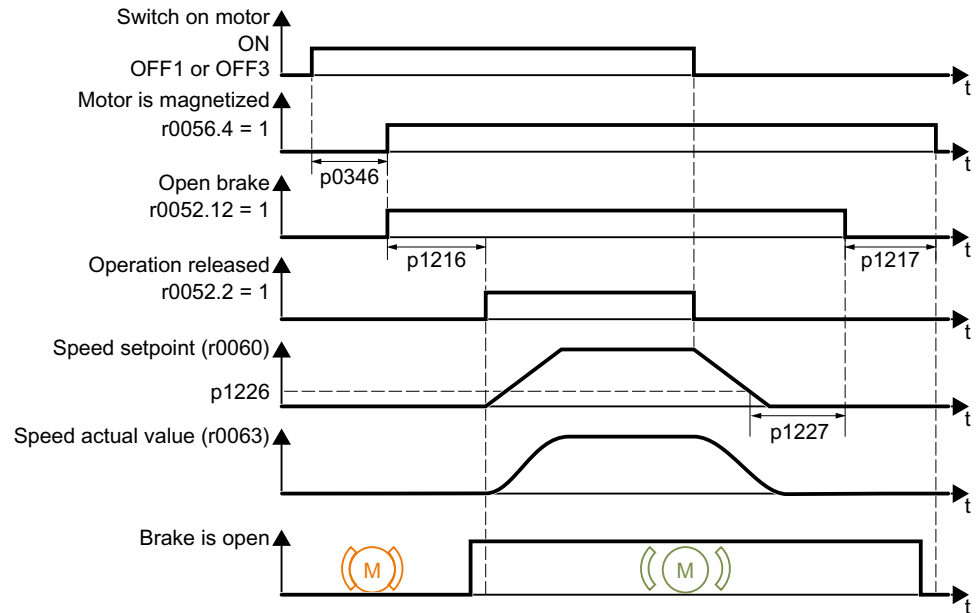 Switch on motor
ON
OFF1 or OFF3
t
Motor is magnetized
r0056.4 = 1
t
p0346
Open brake
r0052.12 = 1
t
p1216
p1217
Operation released
r0052.2 = 1
t
Speed setpoint (r0060)
p1226
t
p1227
Speed actual value (r0063)
t
Brake is open
M
M
t